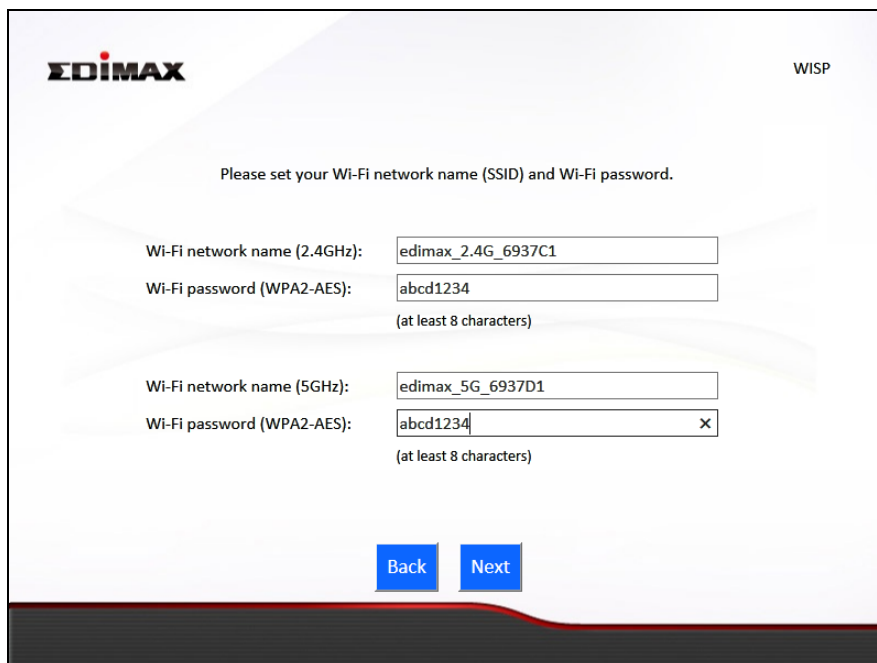 EDIMAX
WISP
Please set your Wi-Fi network name (SSID) and Wi-Fi password.
Wi-Fi network name (2.4GHz): edimax_2.4G_6937C1
Wi-Fi password (WPA2-AES): abcd1234
(at least 8 characters)
Wi-Fi network name (5GHz): edimax_5G_6937D1
Wi-Fi password (WPA2-AES): abcd1234
(at least 8 characters)
Back Next